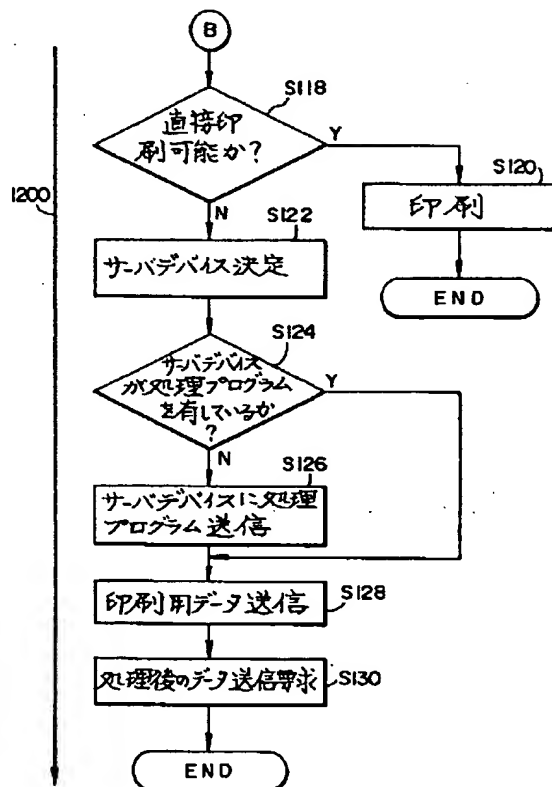 B
S118
直接印
刷可能か?
Y
S120
印刷
1200
N
S122
END
サーバデバイス決定
S124
サーバデバイス
が処理プログラム
を有しているか
?
Y
N
S126
サーバデバイスに処理
プログラム送信
印刷用データ送信
S128
処理後のデータ送信要求
S130
END